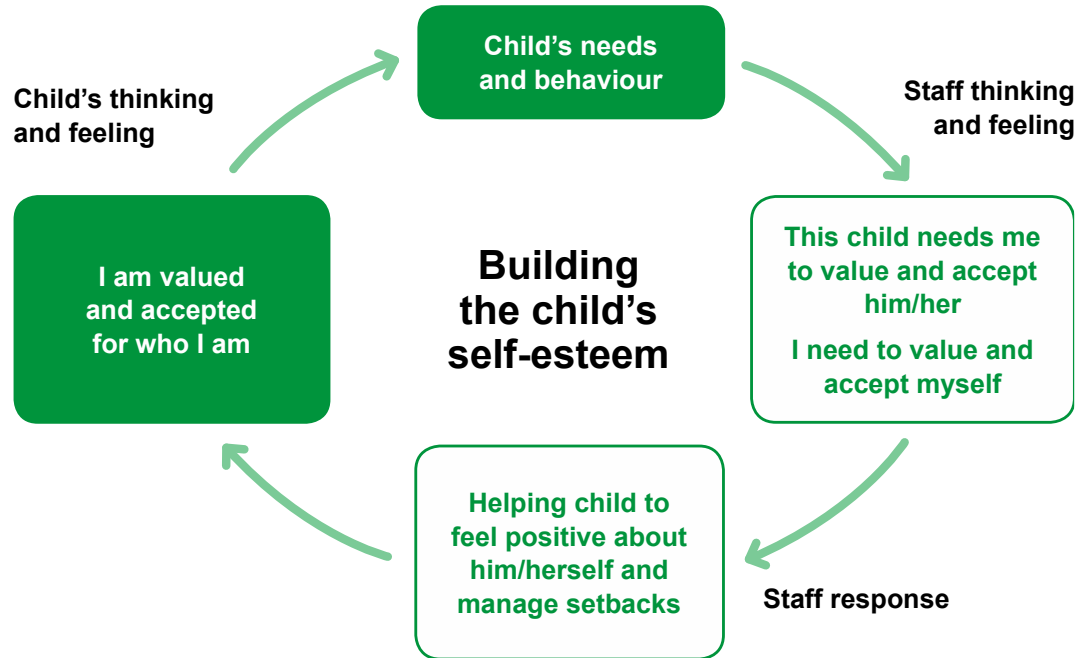 Child’s needs
and behaviour
Child’s thinking
and feeling
Staff thinking
and feeling
I am valued
and accepted
for who I am
Building
the child’s
self-esteem
This child needs me
to value and accept
him/her
I need to value and
accept myself
Helping child to
feel positive about
him/herself and
manage setbacks
Staff response